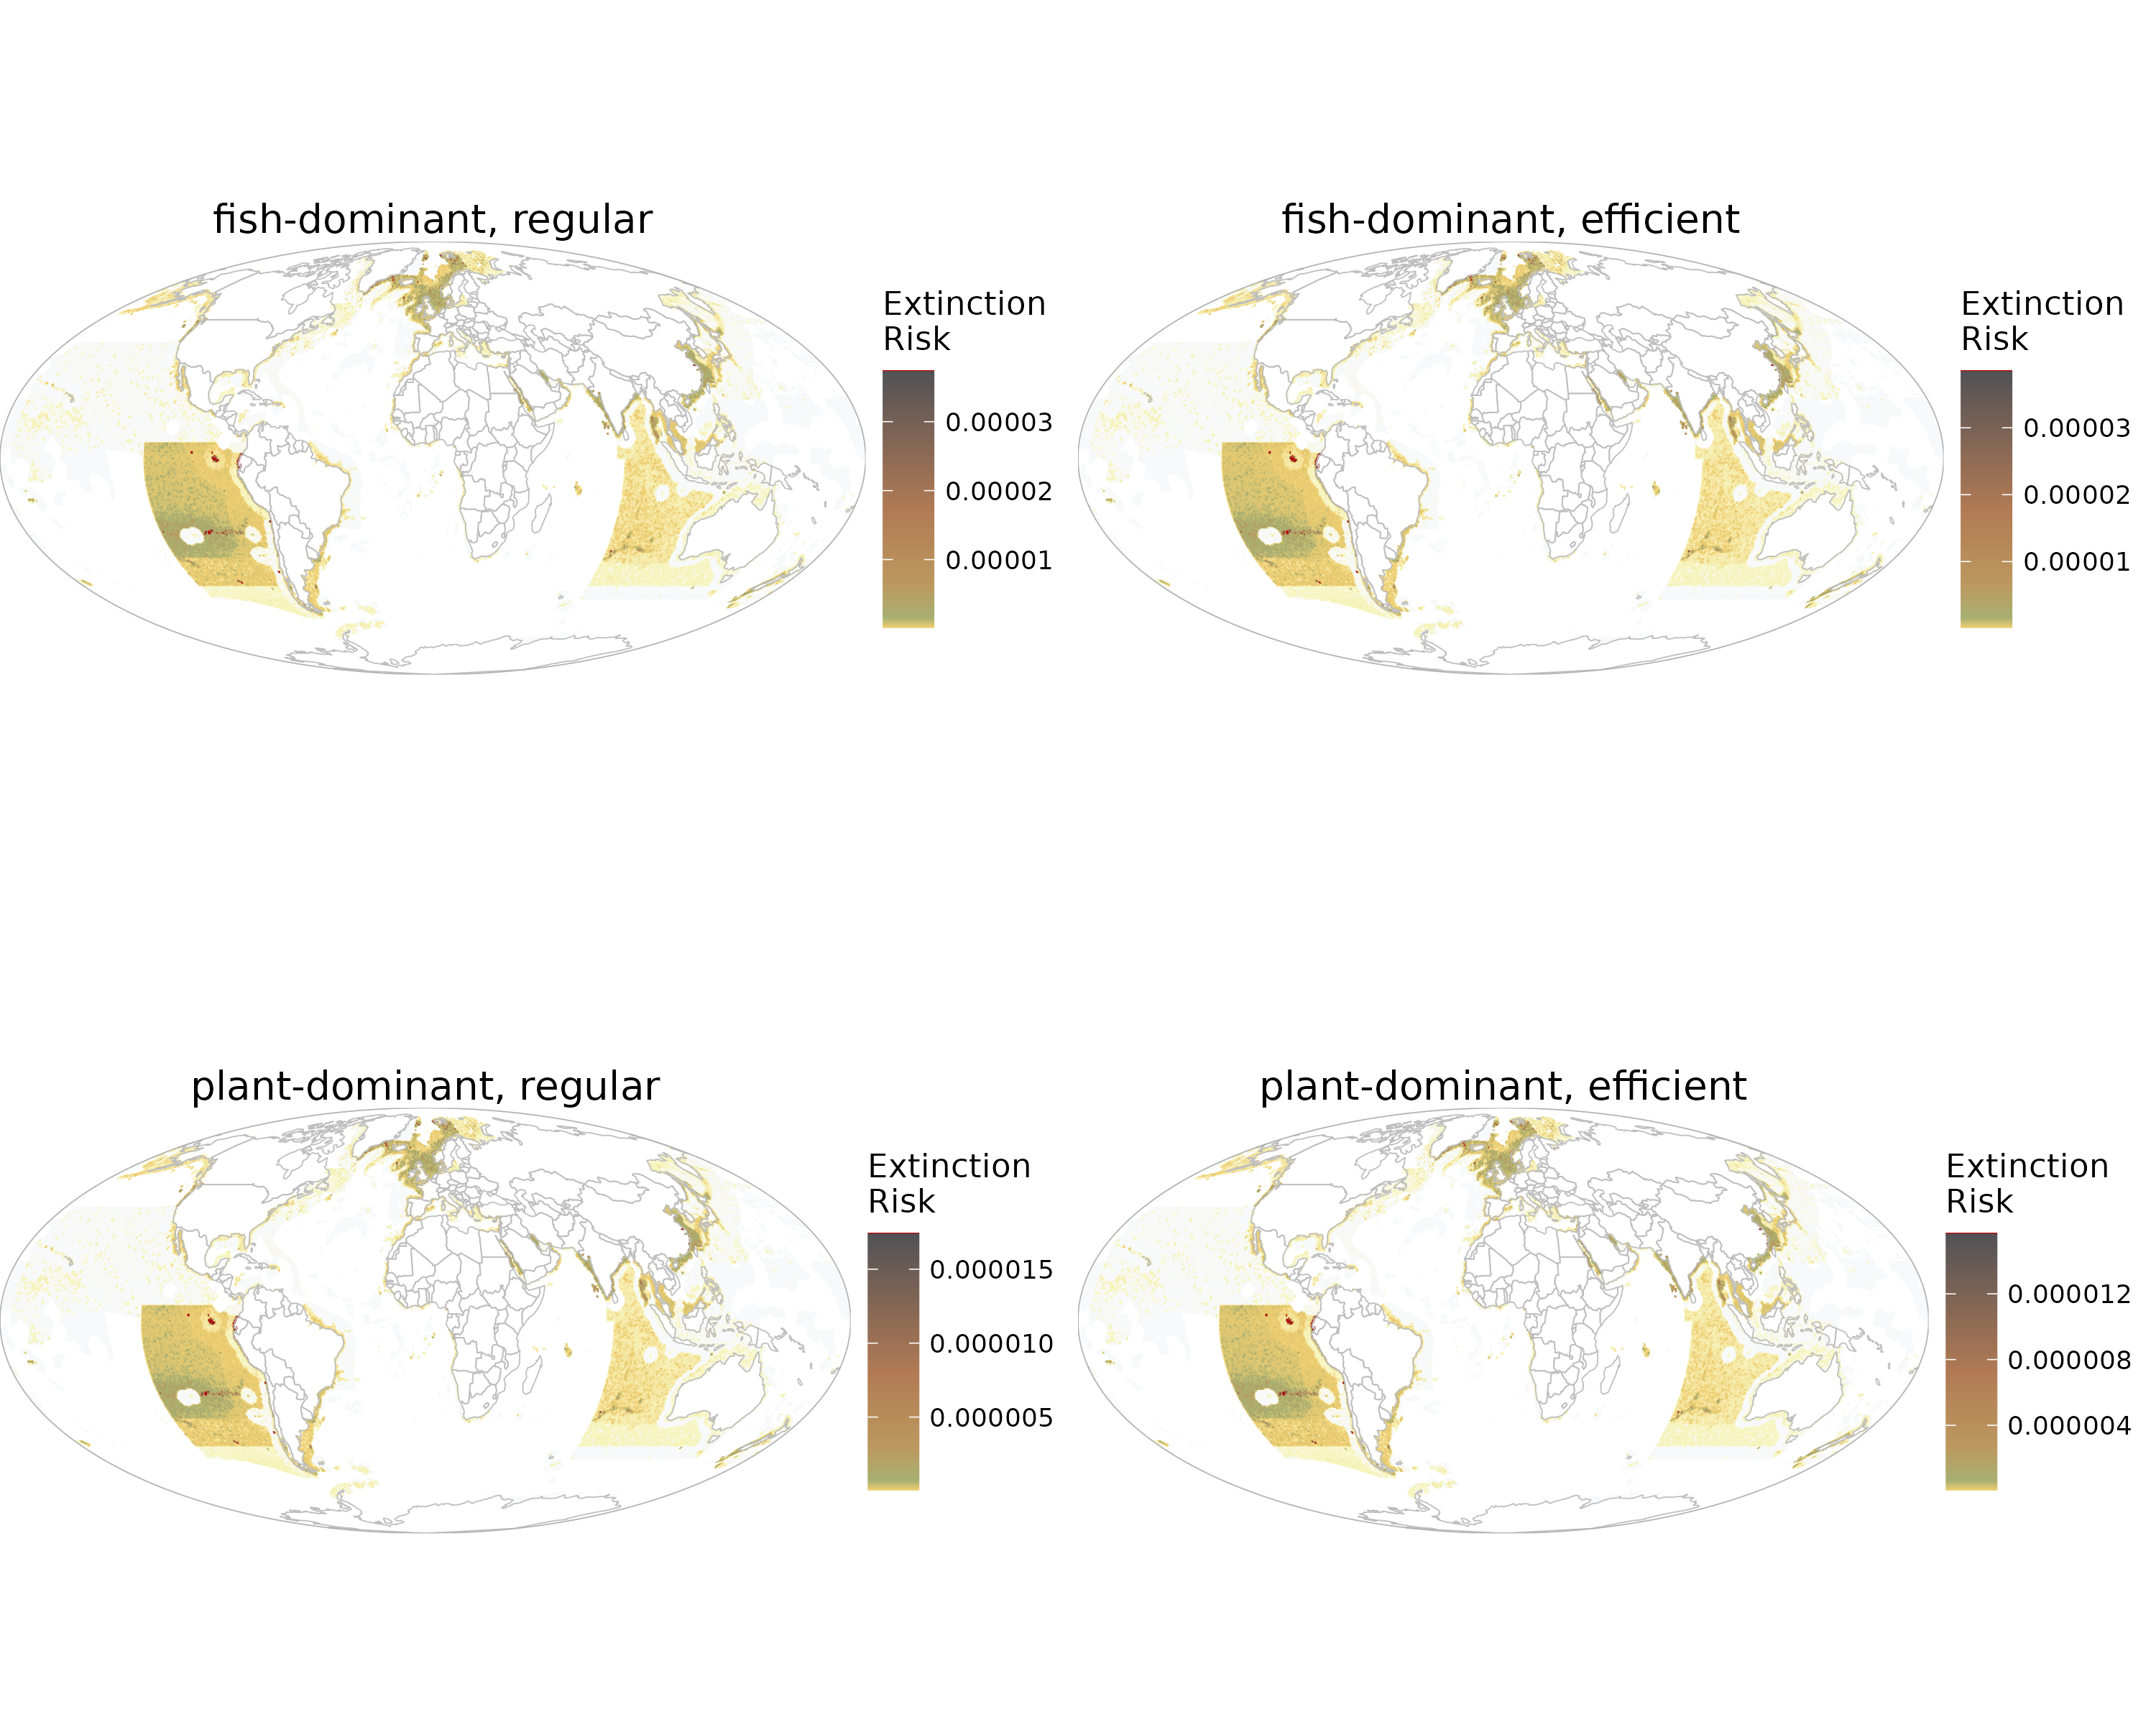 fish-dominant, regular
Extinction
Risk
0.00003
0.00002
0.00001
fish-dominant, efficient
Extinction
Risk
0.00003
0.00002
0.00001
plant-dominant, regular
Extinction
Risk
0.000015
0.000010
0.000005
plant-dominant, efficient
Extinction
Risk
0.000012
0.000008
0.000004